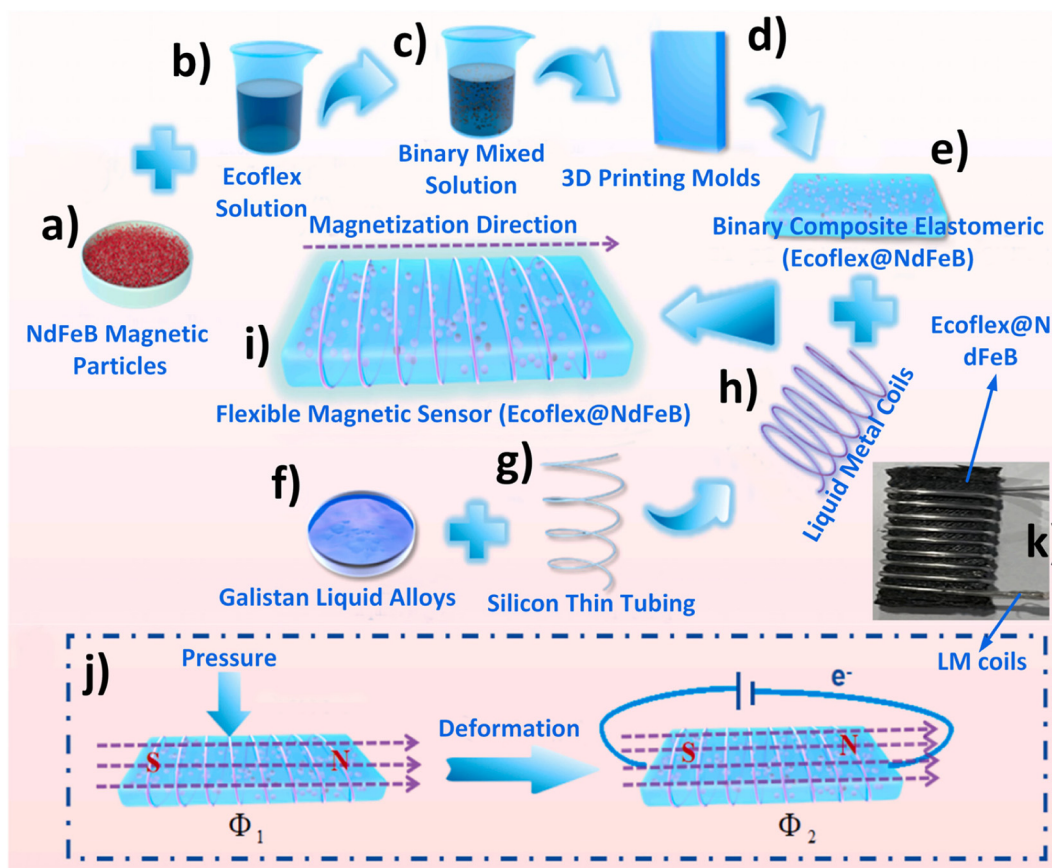 b)
c)
d)
Ecoflex
Solution
Binary Mixed
Solution
3D Printing Molds
e)
a)
Magnetization Direction
Binary Composite Elastomeric
(Ecoflex@NdFeB)
NdFeB Magnetic
Particles
i)
Flexible Magnetic Sensor (Ecoflex@NdFeB)
h)
Liquid Metal Coils
Ecoflex@N
dFeB
f)
g)
k
Galistan Liquid Alloys
Silicon Thin Tubing
LM coils
j)
Pressure
S
N
Φ1
Deformation
e-
S
N
Φ2